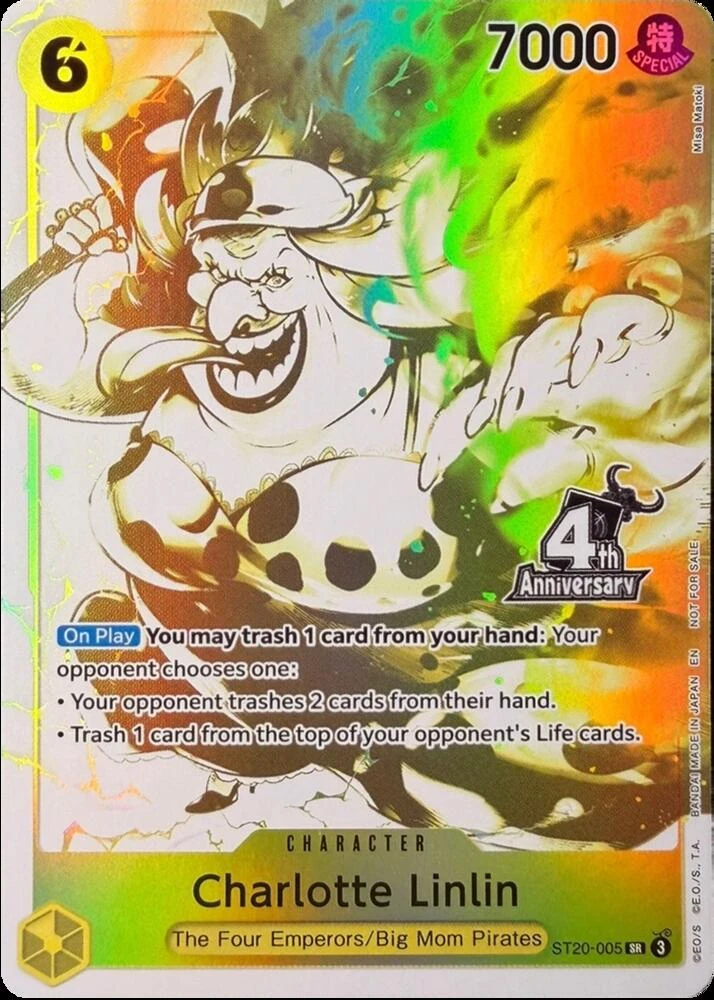 6
7000
特
SPECIAL
Misa Matoki
4th
Anniversary
On Play You may trash 1 card from your hand: Your
opponent chooses one:
• Your opponent trashes 2 cards from their hand.
• Trash 1 card from the top of your opponent's Life cards.
CHARACTER
Charlotte Linlin
The Four Emperors/Big Mom Pirates
ST20-005 SR 3
©E.O/S ©E.O./S., T.A. BANDAI MADE IN JAPAN EN NOT FOR SALE